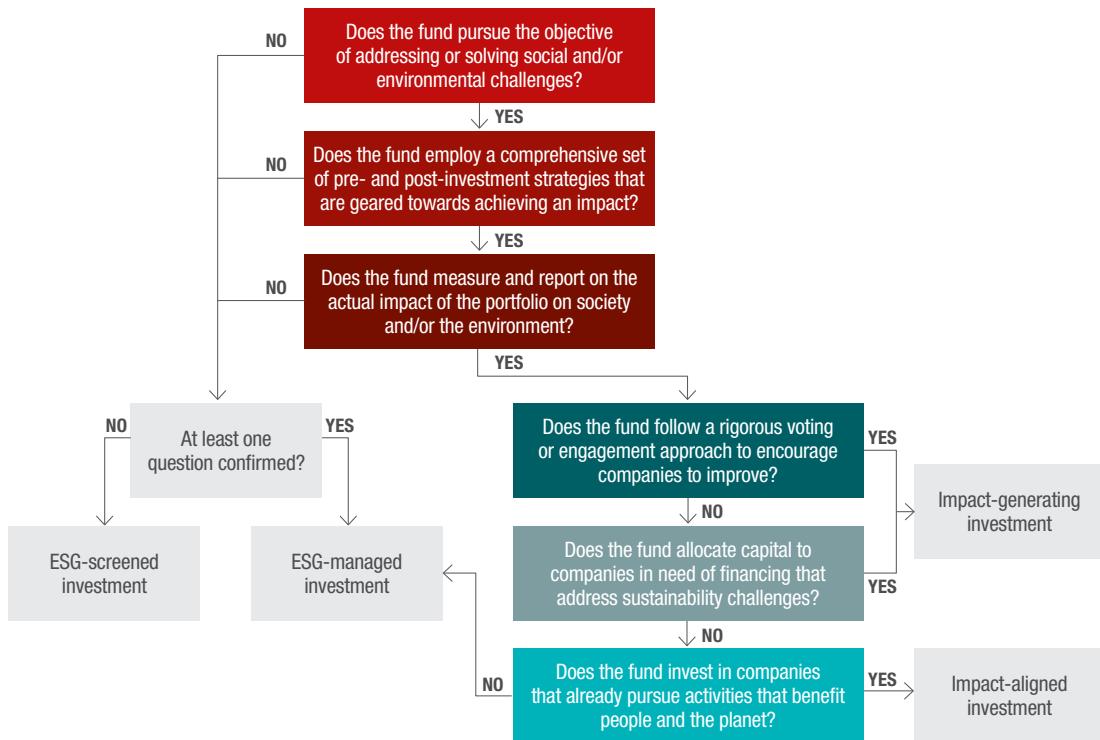 Does the fund pursue the objective
of addressing or solving social and/or
environmental challenges?
NO
YES
Does the fund employ a comprehensive set
of pre- and post-investment strategies that
are geared towards achieving an impact?
NO
YES
Does the fund measure and report on the
actual impact of the portfolio on society
and/or the environment?
NO
YES
NO
At least one
question confirmed?
YES
Does the fund follow a rigorous voting
or engagement approach to encourage
companies to improve?
YES
NO
Impact-generating
investment
ESG-screened
investment
ESG-managed
investment
Does the fund allocate capital to
companies in need of financing that
address sustainability challenges?
YES
NO
NO
Does the fund invest in companies
that already pursue activities that benefit
people and the planet?
YES
Impact-aligned
investment